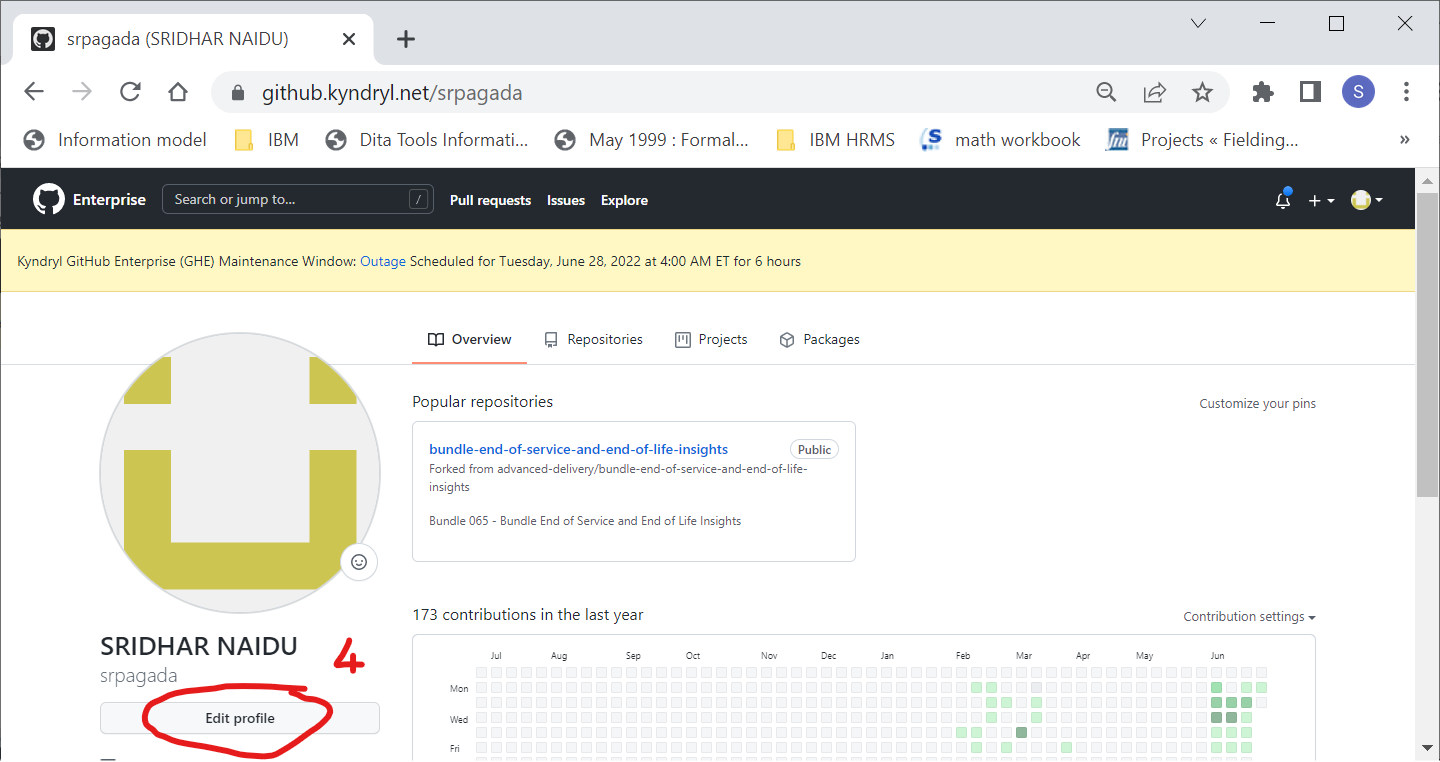 srpagada (SRIDHAR NAIDU)
github.kyndryl.net/srpagada
S
Information model
IBM
Dita Tools Informati...
May 1999 : Formal...
IBM HRMS
S
math workbook
fm
Projects « Fielding...
»
Enterprise
Search or jump to...
/
Pull requests
Issues
Explore
Kyndryl GitHub Enterprise (GHE) Maintenance Window: Outage Scheduled for Tuesday, June 28, 2022 at 4:00 AM ET for 6 hours
Overview
Repositories
Projects
Packages
Popular repositories
Customize your pins
bundle-end-of-service-and-end-of-life-insights
Public
Forked from advanced-delivery/bundle-end-of-service-and-end-of-life-
insights
Bundle 065 - Bundle End of Service and End of Life Insights
SRIDHAR NAIDU
srpagada
4
Edit profile
173 contributions in the last year
Contribution settings
Jul Aug Sep Oct Nov Dec Jan Feb Mar Apr May Jun
Mon
Wed
Fri